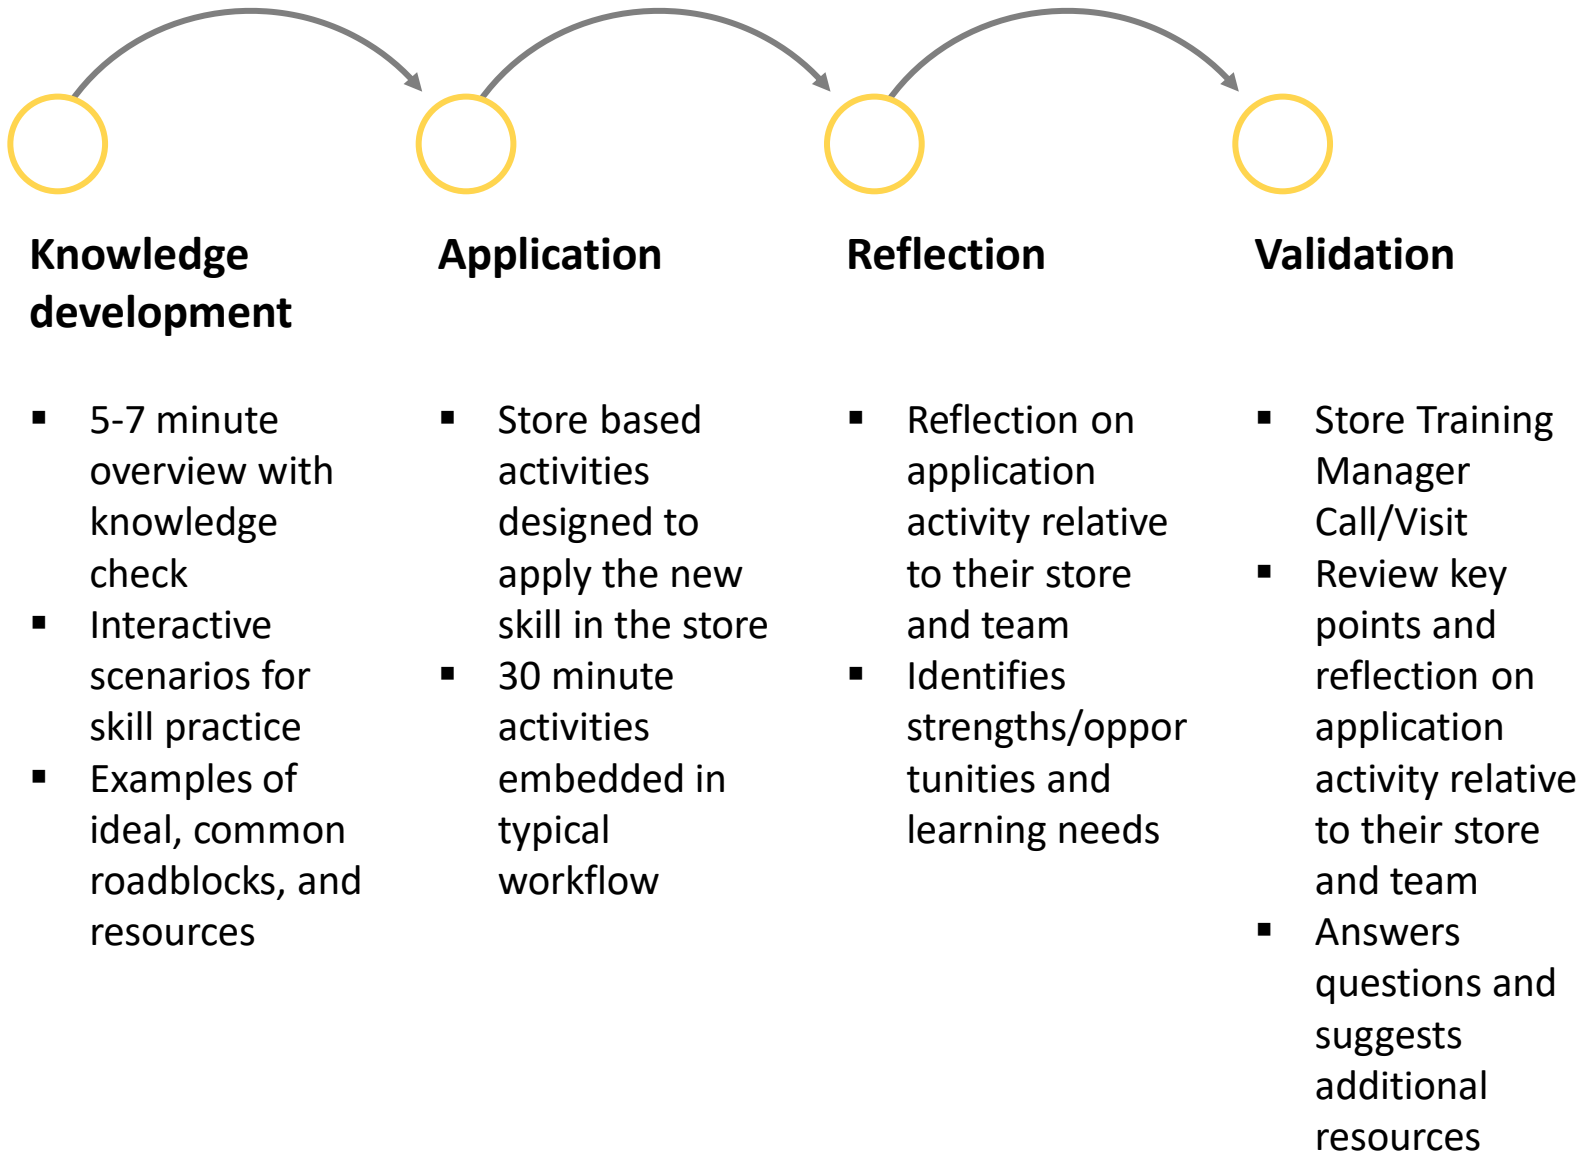 Knowledge
development
▪ 5-7 minute
overview with
knowledge
check
▪ Interactive
scenarios for
skill practice
▪ Examples of
ideal, common
roadblocks, and
resources
Application
▪ Store based
activities
designed to
apply the new
skill in the store
▪ 30 minute
activities
embedded in
typical
workflow
Reflection
▪ Reflection on
application
activity relative
to their store
and team
▪ Identifies
strengths/oppor
tunities and
learning needs
Validation
▪ Store Training
Manager
Call/Visit
▪ Review key
points and
reflection on
application
activity relative
to their store
and team
▪ Answers
questions and
suggests
additional
resources